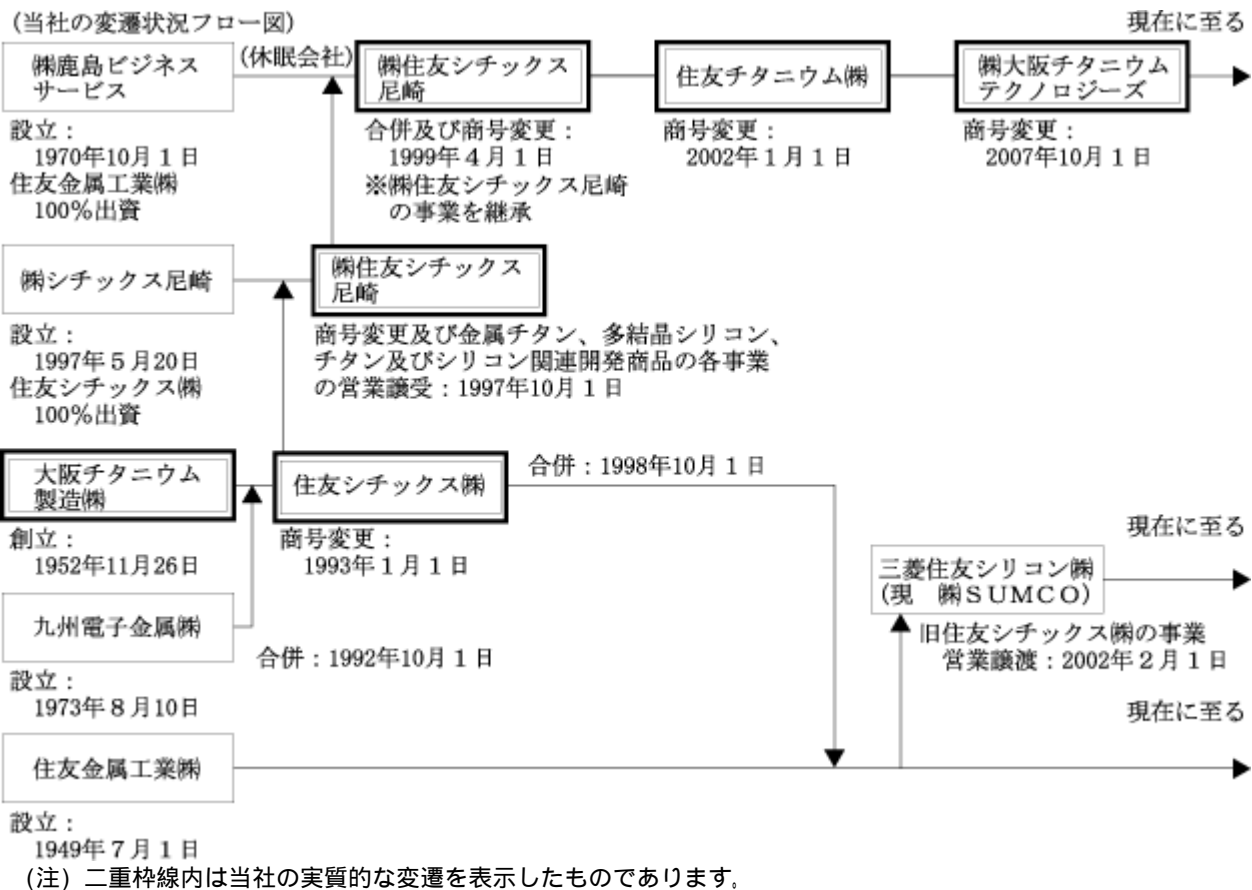 (当社の変遷状況フロー図)
現在に至る
㈱鹿島ビジネス
サービス
(休眠会社)
㈱住友シチックス
尼崎
住友チタニウム㈱
㈱大阪チタニウム
テクノロジーズ
設立:
1970年10月1日
住友金属工業㈱
100%出資
合併及び商号変更:
1999年4月1日
※㈱住友シチックス尼崎
の事業を継承
商号変更:
2002年1月1日
商号変更:
2007年10月1日
㈱シチックス尼崎
㈱住友シチックス
尼崎
設立:
1997年5月20日
住友シチックス㈱
100%出資
商号変更及び金属チタン、多結晶シリコン、
チタン及びシリコン関連開発商品の各事業
の営業譲受:1997年10月1日
大阪チタニウム
製造㈱
住友シチックス㈱
合併:1998年10月1日
創立:
1952年11月26日
商号変更:
1993年1月1日
現在に至る
三菱住友シリコン㈱
(現 ㈱SUMCO)
九州電子金属㈱
合併:1992年10月1日
旧住友シチックス㈱の事業
営業譲渡:2002年2月1日
設立:
1973年8月10日
現在に至る
住友金属工業㈱
設立:
1949年7月1日
(注)二重枠線内は当社の実質的な変遷を表示したものであります。